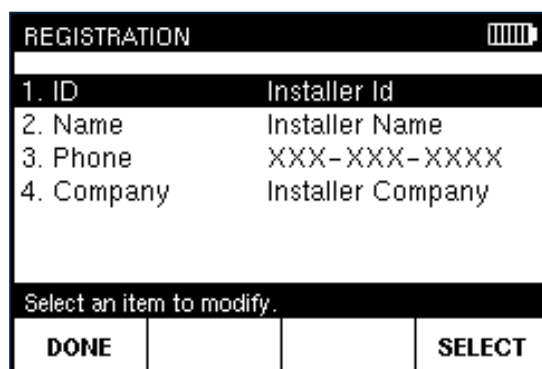 REGISTRATION
1. ID Installer Id
2. Name Installer Name
3. Phone XXX-XXX-XXXX
4. Company Installer Company
Select an item to modify.
DONE SELECT